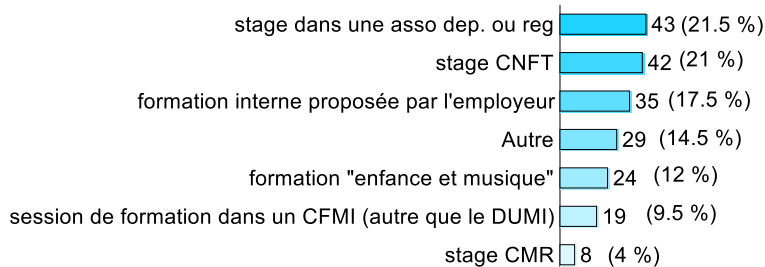 stage dans une asso dep. ou reg 43 (21.5 %)
stage CNFT 42 (21 %)
formation interne proposée par l'employeur 35 (17.5 %)
Autre 29 (14.5 %)
formation "enfance et musique" 24 (12 %)
session de formation dans un CFMI (autre que le DUMI) 19 (9.5 %)
stage CMR 8 (4 %)